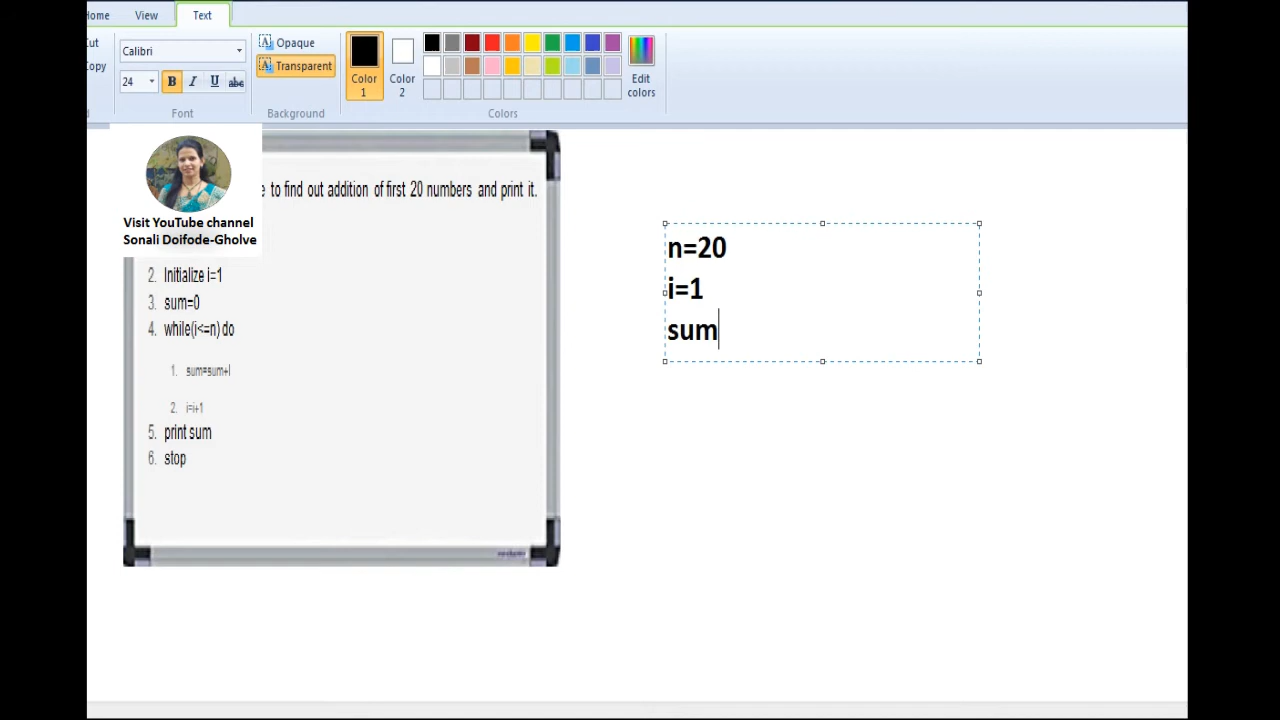 Home View Text
Cut
Copy
Calibri
24 B I U abc
Font
Opaque
Transparent
Background
Color 1
Color 2
Edit colors
Colors
Visit YouTube channel
Sonali Doifode-Gholve
e to find out addition of first 20 numbers and print it.
2. Initialize i=1
3. sum=0
4. while(i<=n) do
1. sum=sum+I
2. i=i+1
5. print sum
6. stop
n=20
i=1
sum